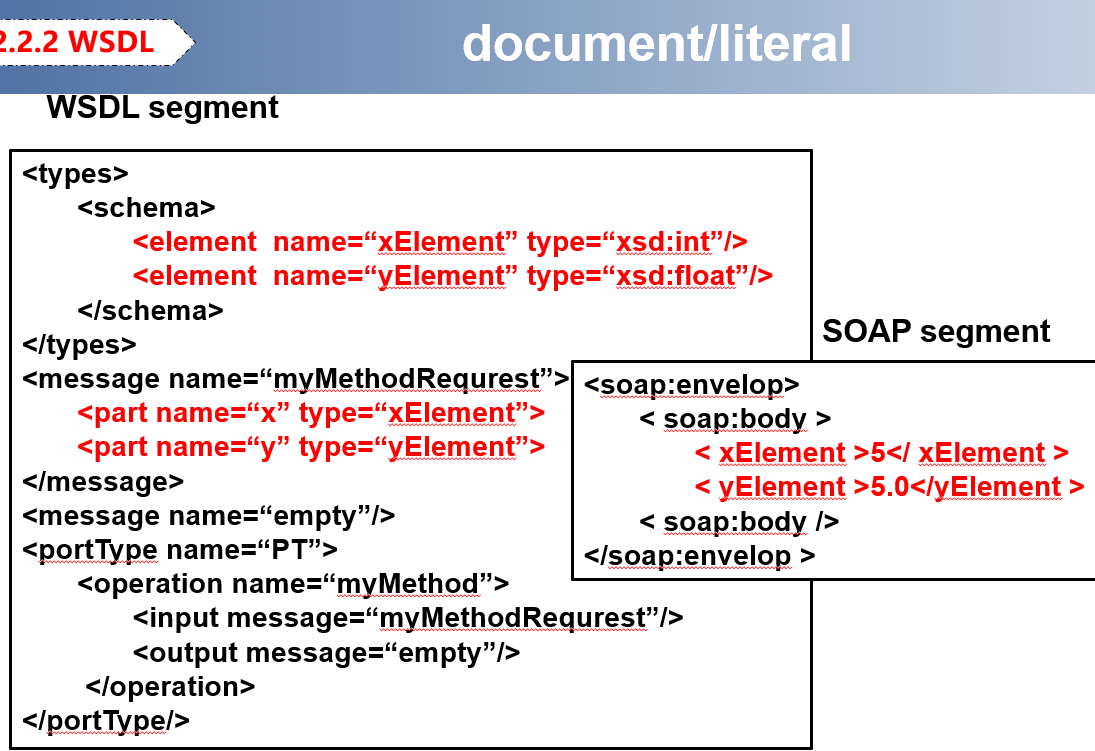 2.2.2 WSDL
document/literal
WSDL segment
<types>
<schema>
<element name=“xElement” type=“xsd:int”/>
<element name=“yElement” type=“xsd:float”/>
</schema>
</types>
<message name=“myMethodRequrest”>
<part name=“x” type=“xElement”>
<part name=“y” type=“yElement”>
</message>
<message name=“empty”/>
<portType name=“PT”>
<operation name=“myMethod”>
<input message=“myMethodRequrest”/>
<output message=“empty”/>
</operation>
</portType/>
SOAP segment
<soap:envelop>
< soap:body >
< xElement >5</ xElement >
< yElement >5.0</yElement >
< soap:body />
</soap:envelop >